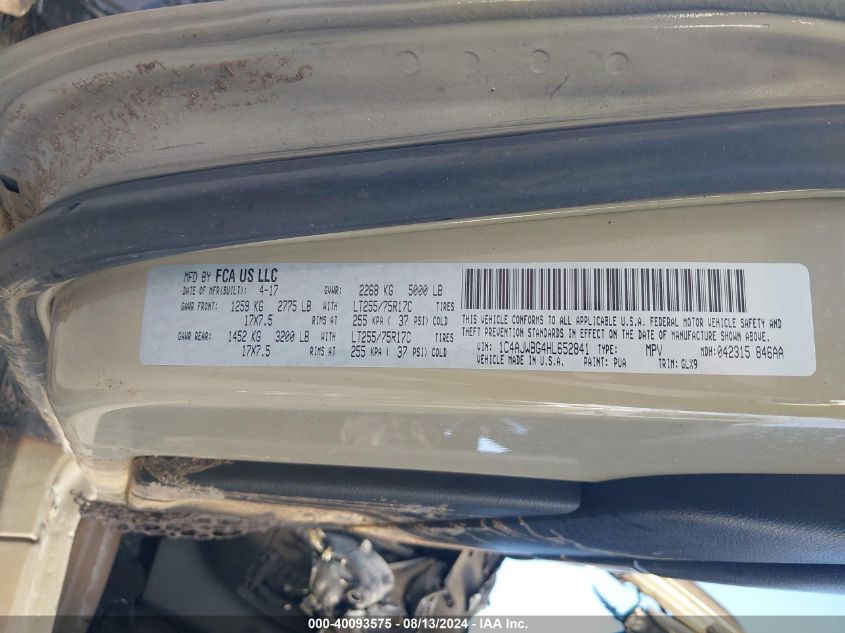 MFD BY FCA US LLC
DATE OF MFR(BUILT): 4-17 GVWR: 2268 KG 5000 LB
GAWR FRONT: 1259 KG 2775 LB WITH LT255/75R17C TIRES
17X7.5 RIMS AT 255 KPA ( 37 PSI) COLD
GAWR REAR: 1452 KG 3200 LB WITH LT255/75R17C TIRES
17X7.5 RIMS AT 255 KPA ( 37 PSI) COLD
THIS VEHICLE CONFORMS TO ALL APPLICABLE U.S.A. FEDERAL MOTOR VEHICLE SAFETY AND
THEFT PREVENTION STANDARDS IN EFFECT ON THE DATE OF MANUFACTURE SHOWN ABOVE.
VIN: 1C4AJWBG4HL652841 TYPE: MPV MDH: 042315 846AA
VEHICLE MADE IN U.S.A. PAINT: PUA TRIM: GLX9
000-40093575 - 08/13/2024 - IAAI.com